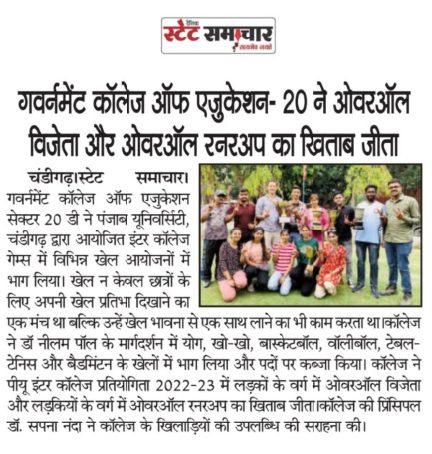 दैनिक
स्टेट समाचार
सत्यमेव जयते
गवर्नमेंट कॉलेज ऑफ एजुकेशन- 20 ने ओवरऑल
विजेता और ओवरऑल रनरअप का खिताब जीता
चंडीगढ़।स्टेट समाचार।
गवर्नमेंट कॉलेज ऑफ एजुकेशन
सेक्टर 20 डी ने पंजाब यूनिवर्सिटी,
चंडीगढ़ द्वारा आयोजित इंटर कॉलेज
गेम्स में विभिन्न खेल आयोजनों में
भाग लिया। खेल न केवल छात्रों के
लिए अपनी खेल प्रतिभा दिखाने का
एक मंच था बल्कि उन्हें खेल भावना से एक साथ लाने का भी काम करता था।कॉलेज
ने डॉ नीलम पॉल के मार्गदर्शन में योग, खो-खो, बास्केटबॉल, वॉलीबॉल, टेबल-
टेनिस और बैडमिंटन के खेलों में भाग लिया और पदों पर कब्जा किया। कॉलेज ने
पीयू इंटर कॉलेज प्रतियोगिता 2022-23 में लड़कों के वर्ग में ओवरऑल विजेता
और लड़कियों के वर्ग में ओवरऑल रनरअप का खिताब जीता।कॉलेज की प्रिंसिपल
डॉ. सपना नंदा ने कॉलेज के खिलाड़ियों की उपलब्धि की सराहना की।